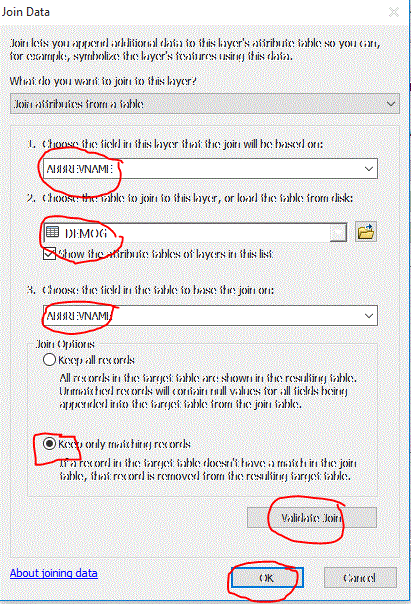 Join Data
Join lets you append additional data to this layer's attribute table so you can,
for example, symbolize the layer's features using this data.
What do you want to join to this layer?
Join attributes from a table
1. Choose the field in this layer that the join will be based on:
ABBREVNAME
2. Choose the table to join to this layer, or load the table from disk:
DEMOG
Show the attribute tables of layers in this list
3. Choose the field in the table to base the join on:
ABBREVNAME
Join Options
Keep all records
All records in the target table are shown in the resulting table.
Unmatched records will contain null values for all fields being
appended into the target table from the join table.
Keep only matching records
If a record in the target table doesn't have a match in the join
table, that record is removed from the resulting target table.
Validate Join
About joining data
OK
Cancel